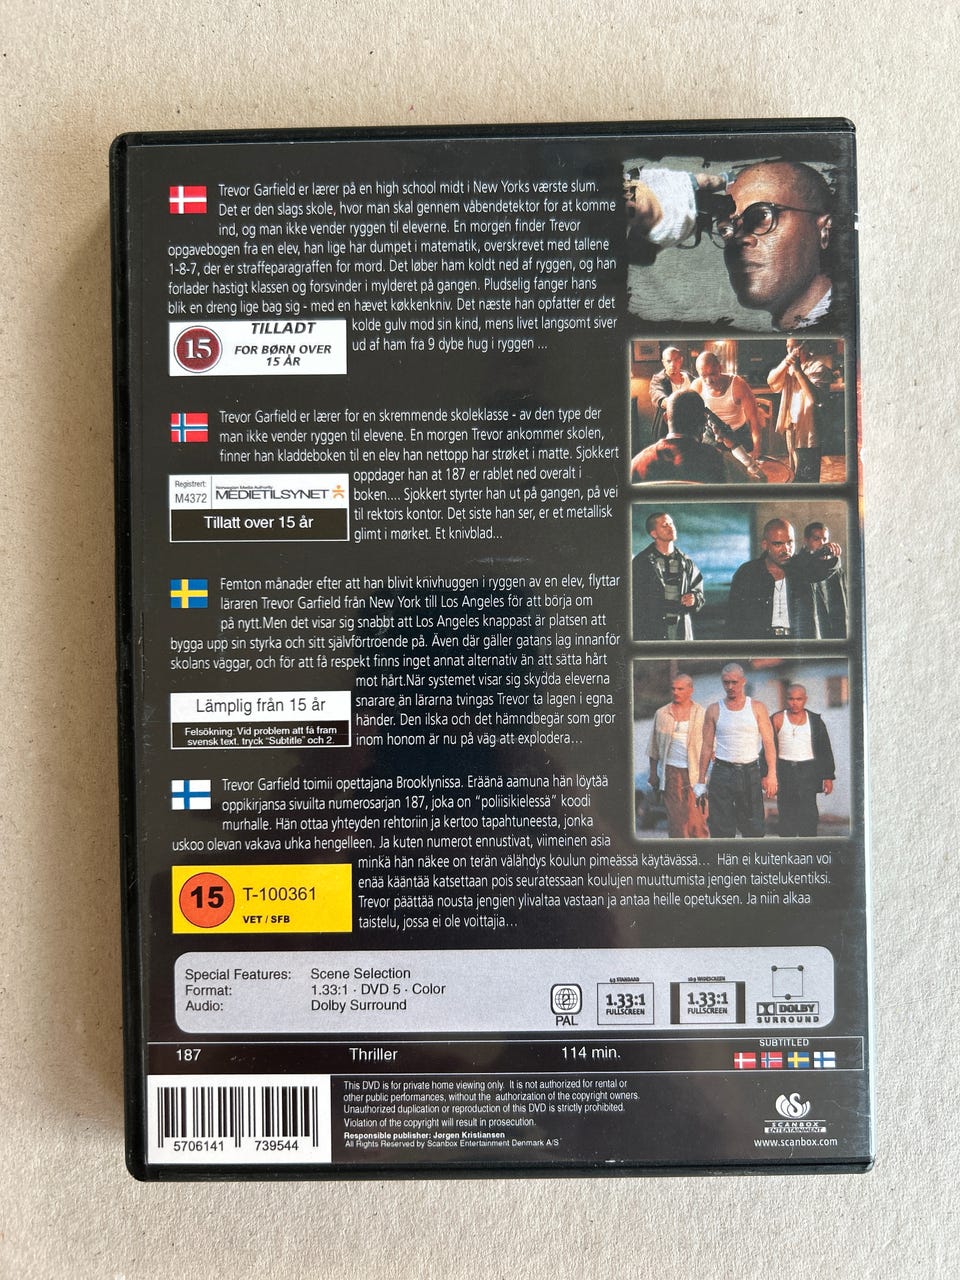 Trevor Garfield er lærer på en high school midt i New Yorks værste slum.
Det er den slags skole, hvor man skal gennem våbendetektor for at komme
ind, og man ikke vender ryggen til eleverne. En morgen finder Trevor
opgavebogen fra en elev, han lige har dumpet i matematik, overskrevet med tallene
1-8-7, der er straffeparagraffen for mord. Det løber ham koldt ned af ryggen, og han
forlader hastigt klassen og forsvinder i mylderet på gangen. Pludselig fanger hans
blik en dreng lige bag sig - med en hævet køkkenkniv. Det næste han opfatter er det
kolde gulv mod sin kind, mens livet langsomt siver
ud af ham fra 9 dybe hug i ryggen ...
15
TILLADT
FOR BØRN OVER
15 ÅR
Trevor Garfield er lærer for en skremmende skoleklasse - av den type der
man ikke vender ryggen til elevene. En morgen Trevor ankommer skolen,
finner han kladdeboken til en elev han nettopp har strøket i matte. Sjokkert
oppdager han at 187 er rablet ned overalt i
boken.... Sjokkert styrter han ut på gangen, på vei
til rektors kontor. Det siste han ser, er et metallisk
glimt i mørket. Et knivblad...
Registrert:
M4372
Norwegian Media Authority
MEDIETILSYNET
Tillatt over 15 år
Femton månader efter att han blivit knivhuggen i ryggen av en elev, flyttar
läraren Trevor Garfield från New York till Los Angeles för att börja om
på nytt.Men det visar sig snabbt att Los Angeles knappast är platsen att
bygga upp sin styrka och sitt självförtroende på. Även där gäller gatans lag innanför
skolans väggar, och för att få respekt finns inget annat alternativ än att sätta hårt
mot hårt.När systemet visar sig skydda eleverna
snarare än lärarna tvingas Trevor ta lagen i egna
händer. Den ilska och det hämndbegär som gror
inom honom är nu på väg att explodera...
Lämplig från 15 år
Felsökning: Vid problem att få fram
svensk text, tryck "Subtitle" och 2.
Trevor Garfield toimii opettajana Brooklynissa. Eräänä aamuna hän löytää
oppikirjansa sivuilta numerosarjan 187, joka on "poliisikielessä" koodi
murhalle. Hän ottaa yhteyden rehtoriin ja kertoo tapahtuneesta, jonka
uskoo olevan vakava uhka hengelleen. Ja kuten numerot ennustivat, viimeinen asia
minkä hän näkee on terän välähdys koulun pimeässä käytävässä... Hän ei kuitenkaan voi
enää kääntää katsettaan pois seuratessaan koulujen muuttumista jengien taistelukentiksi.
Trevor päättää nousta jengien ylivaltaa vastaan ja antaa heille opetuksen. Ja niin alkaa
taistelu, jossa ei ole voittajia...
15
T-100361
VET / SFB
Special Features: Scene Selection
Format: 1.33:1 · DVD 5 · Color
Audio: Dolby Surround
2
PAL
4:3 STANDARD
1.33:1
FULLSCREEN
16:9 WIDESCREEN
1.33:1
FULLSCREEN
DOLBY
SURROUND
187 Thriller 114 min.
SUBTITLED
5706141 739544
This DVD is for private home viewing only. It is not authorized for rental or
other public performances, without the authorization of the copyright owners.
Unauthorized duplication or reproduction of this DVD is strictly prohibited.
Violation of the copyright will result in prosecution.
Responsible publisher: Jørgen Kristiansen
All Rights Reserved by Scanbox Entertainment Denmark A/S
SCANBOX
ENTERTAINMENT
www.scanbox.com